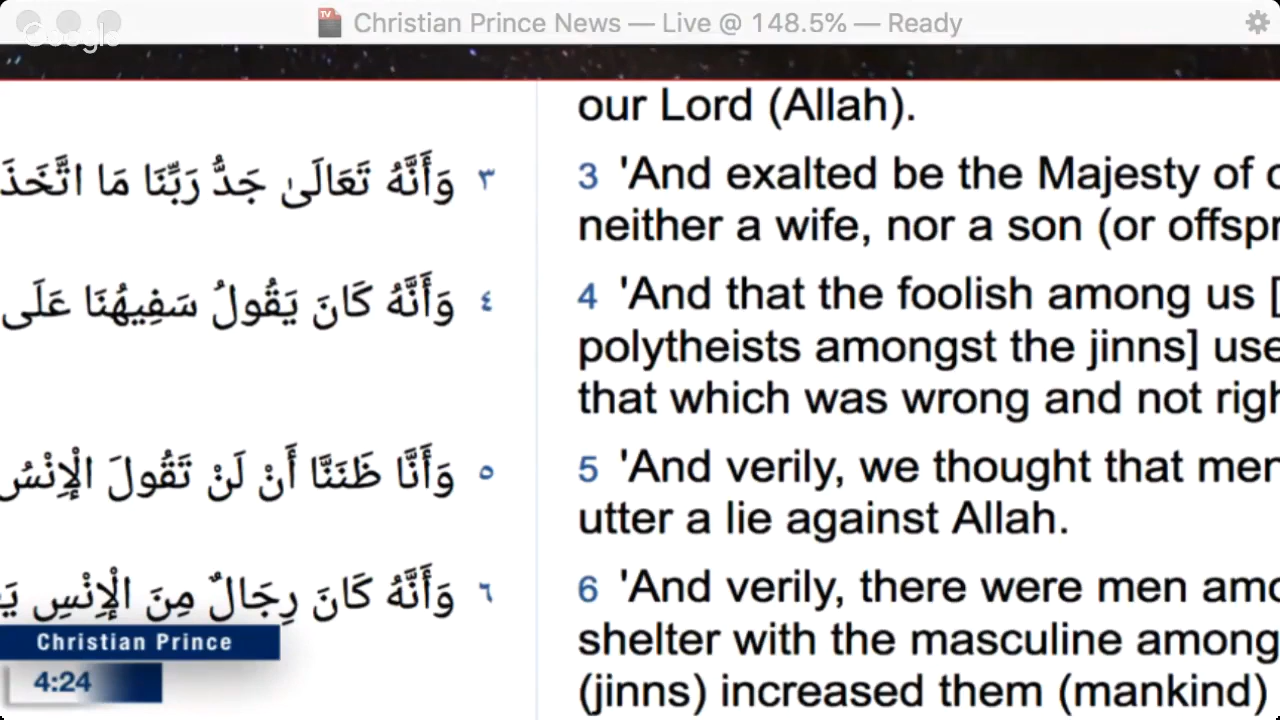 Google
Christian Prince News — Live @ 148.5% — Ready
our Lord (Allah).
وَأَنَّهُ تَعَالَىٰ جَدُّ رَبِّنَا مَا اتَّخَذَ ٣
3 'And exalted be the Majesty of
neither a wife, nor a son (or offspr
وَأَنَّهُ كَانَ يَقُولُ سَفِيهُنَا عَلَى ٤
4 'And that the foolish among us [
polytheists amongst the jinns] use
that which was wrong and not righ
وَأَنَّا ظَنَنَّا أَنْ لَنْ تَقُولَ الْإِنْسُ ٥
5 'And verily, we thought that men
utter a lie against Allah.
وَأَنَّهُ كَانَ رِجَالٌ مِنَ الْإِنْسِ ٦
6 'And verily, there were men amo
shelter with the masculine among
(jinns) increased them (mankind)
Christian Prince
4:24